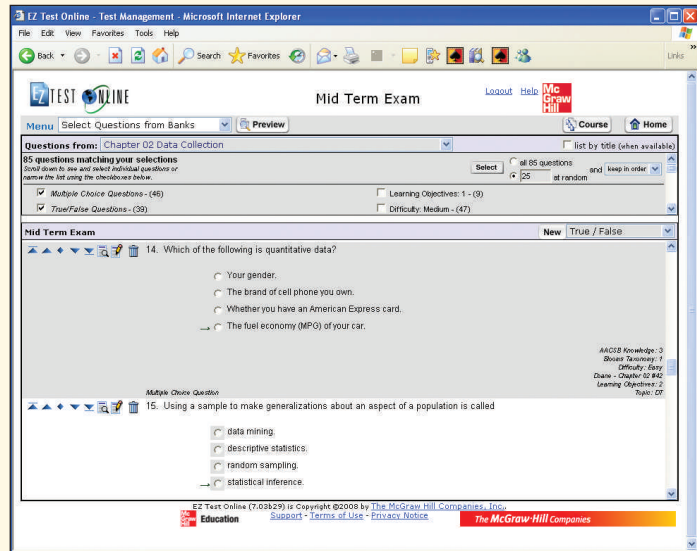 EZ Test Online - Test Management - Microsoft Internet Explorer
File Edit View Favorites Tools Help
Back Search Favorites Links
EZ TEST ONLINE
Mid Term Exam
Logout Help
Mc Graw Hill
Menu Select Questions from Banks Preview Course Home
Questions from: Chapter 02 Data Collection list by title (when available)
85 questions matching your selections
Scroll down to see and select individual questions or
narrow the list using the checkboxes below.
Select all 85 questions
25 at random and keep in order
Multiple Choice Questions - (46) Learning Objectives: 1 - (9)
True/False Questions - (39) Difficulty: Medium - (47)
Mid Term Exam New True / False
14. Which of the following is quantitative data?
Your gender.
The brand of cell phone you own.
Whether you have an American Express card.
The fuel economy (MPG) of your car.
AACSB Knowledge: 3
Blooms Taxonomy: 1
Difficulty: Easy
Doane - Chapter 02 #42
Learning Objectives: 2
Topic: DT
Multiple Choice Question
15. Using a sample to make generalizations about an aspect of a population is called
data mining.
descriptive statistics.
random sampling.
statistical inference.
EZ Test Online (7.03b29) is Copyright ©2008 by The McGraw Hill Companies, Inc..
Mc Graw Hill Education Support - Terms of Use - Privacy Notice The McGraw-Hill Companies